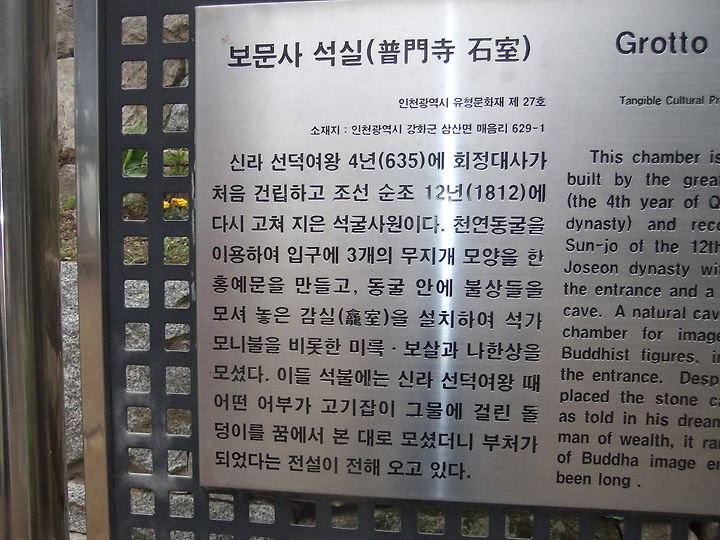 보문사 석실(普門寺 石室)
인천광역시 유형문화재 제 27호
소재지 : 인천광역시 강화군 삼산면 매음리 629-1
신라 선덕여왕 4년(635)에 회정대사가
처음 건립하고 조선 순조 12년(1812)에
다시 고쳐 지은 석굴사원이다. 천연동굴을
이용하여 입구에 3개의 무지개 모양을 한
홍예문을 만들고, 동굴 안에 불상들을
모셔 놓은 감실(龕室)을 설치하여 석가
모니불을 비롯한 미륵·보살과 나한상을
모셨다. 이들 석불에는 신라 선덕여왕 때
어떤 어부가 고기잡이 그물에 걸린 돌
덩이를 꿈에서 본 대로 모셨더니 부처가
되었다는 전설이 전해 오고 있다.
Grotto
Tangible Cultural
This chamber is
built by the
(the 4th year of
dynasty) and
Sun-jo of the 12th
Joseon dynasty
the entrance and a
cave. A natural
chamber for
Buddhist figures,
the entrance.
placed the stone
as told in his
man of wealth, it
of Buddha image
been long .